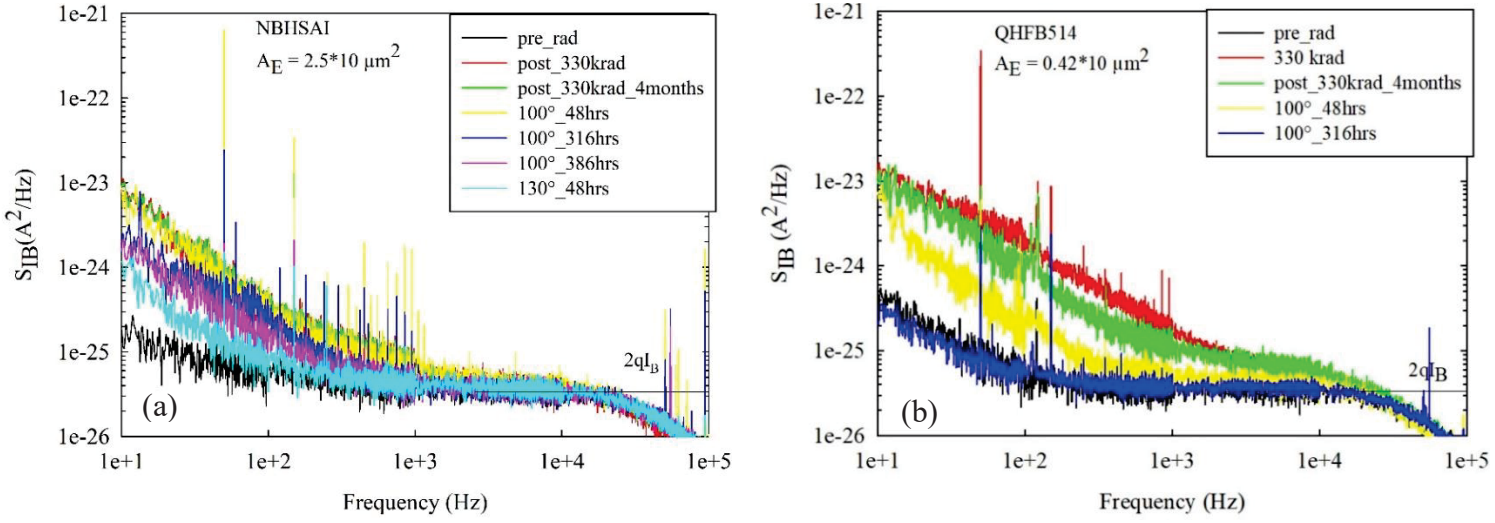 1e-21
1e-22
1e-23
1e-24
1e-25
1e-26
S_IB(A^2/Hz)
NBHSAI
A_E = 2.5*10 µm^2
pre_rad
post_330krad
post_330krad_4months
100°_48hrs
100°_316hrs
100°_386hrs
130°_48hrs
2qI_B
(a)
1e+1 1e+2 1e+3 1e+4 1e+5
Frequency (Hz)
1e-21
1e-22
1e-23
1e-24
1e-25
1e-26
S_IB (A^2/Hz)
QHFB514
A_E = 0.42*10 µm^2
pre_rad
330 krad
post_330krad_4months
100°_48hrs
100°_316hrs
2qI_B
(b)
1e+1 1e+2 1e+3 1e+4 1e+5
Frequency (Hz)